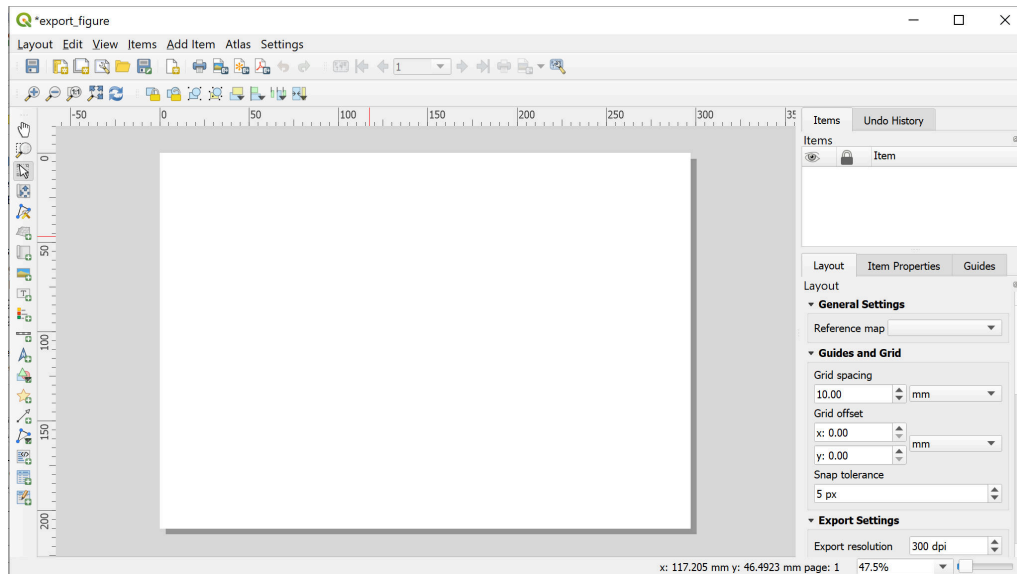 *export_figure
Layout Edit View Items Add Item Atlas Settings
1
-50 0 50 100 150 200 250 300 35
0
50
100
150
200
Items Undo History
Items
Item
Layout Item Properties Guides
Layout
General Settings
Reference map
Guides and Grid
Grid spacing
10.00 mm
Grid offset
x: 0.00
mm
y: 0.00
Snap tolerance
5 px
Export Settings
Export resolution 300 dpi
x: 117.205 mm y: 46.4923 mm page: 1 47.5%